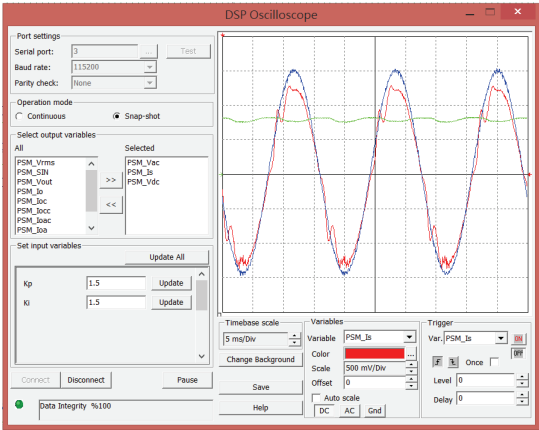 DSP Oscilloscope
Port settings
Serial port: 3 ... Test
Baud rate: 115200
Parity check: None
Operation mode
Continuous Snap-shot
Select output variables
All Selected
PSM_Vrms
PSM_SIN
PSM_Vout
PSM_Io
PSM_Ioc
PSM_Iocc
PSM_Ioac
PSM_Ioa
>>
<<
PSM_Vac
PSM_Is
PSM_Vdc
Set input variables
Update All
Kp 1.5 Update
Ki 1.5 Update
Connect Disconnect Pause
Data Integrity %100
Timebase scale
5 ms/Div
Change Background
Save
Help
Variables
Variable PSM_Is
Color ...
Scale 500 mV/Div
Offset 0
Auto scale
DC AC Gnd
Trigger
Var. PSM_Is ON
OFF
Once
Level 0
Delay 0